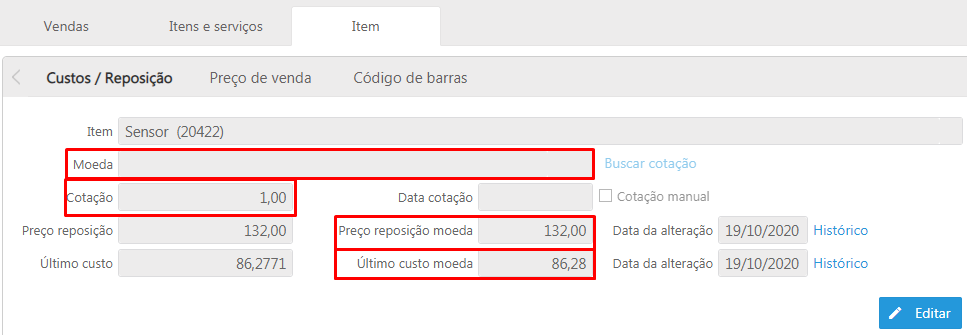 Vendas Itens e serviços Item
Custos / Reposição Preço de venda Código de barras
Item Sensor (20422)
Moeda Buscar cotação
Cotação 1,00 Data cotação Cotação manual
Preço reposição 132,00 Preço reposição moeda 132,00 Data da alteração 19/10/2020 Histórico
Último custo 86,2771 Último custo moeda 86,28 Data da alteração 19/10/2020 Histórico
Editar